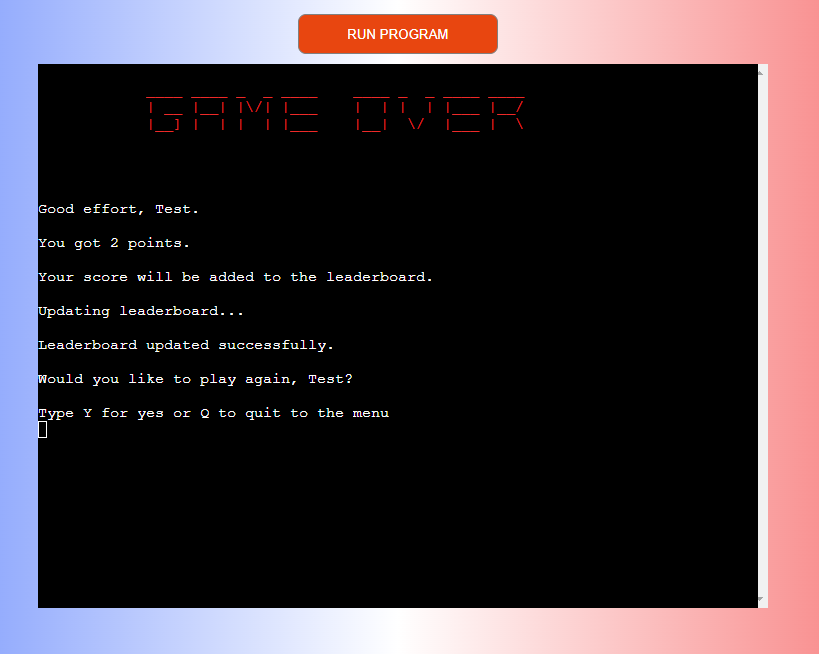 RUN PROGRAM
GAME OVER
Good effort, Test.
You got 2 points.
Your score will be added to the leaderboard.
Updating leaderboard...
Leaderboard updated successfully.
Would you like to play again, Test?
Type Y for yes or Q to quit to the menu